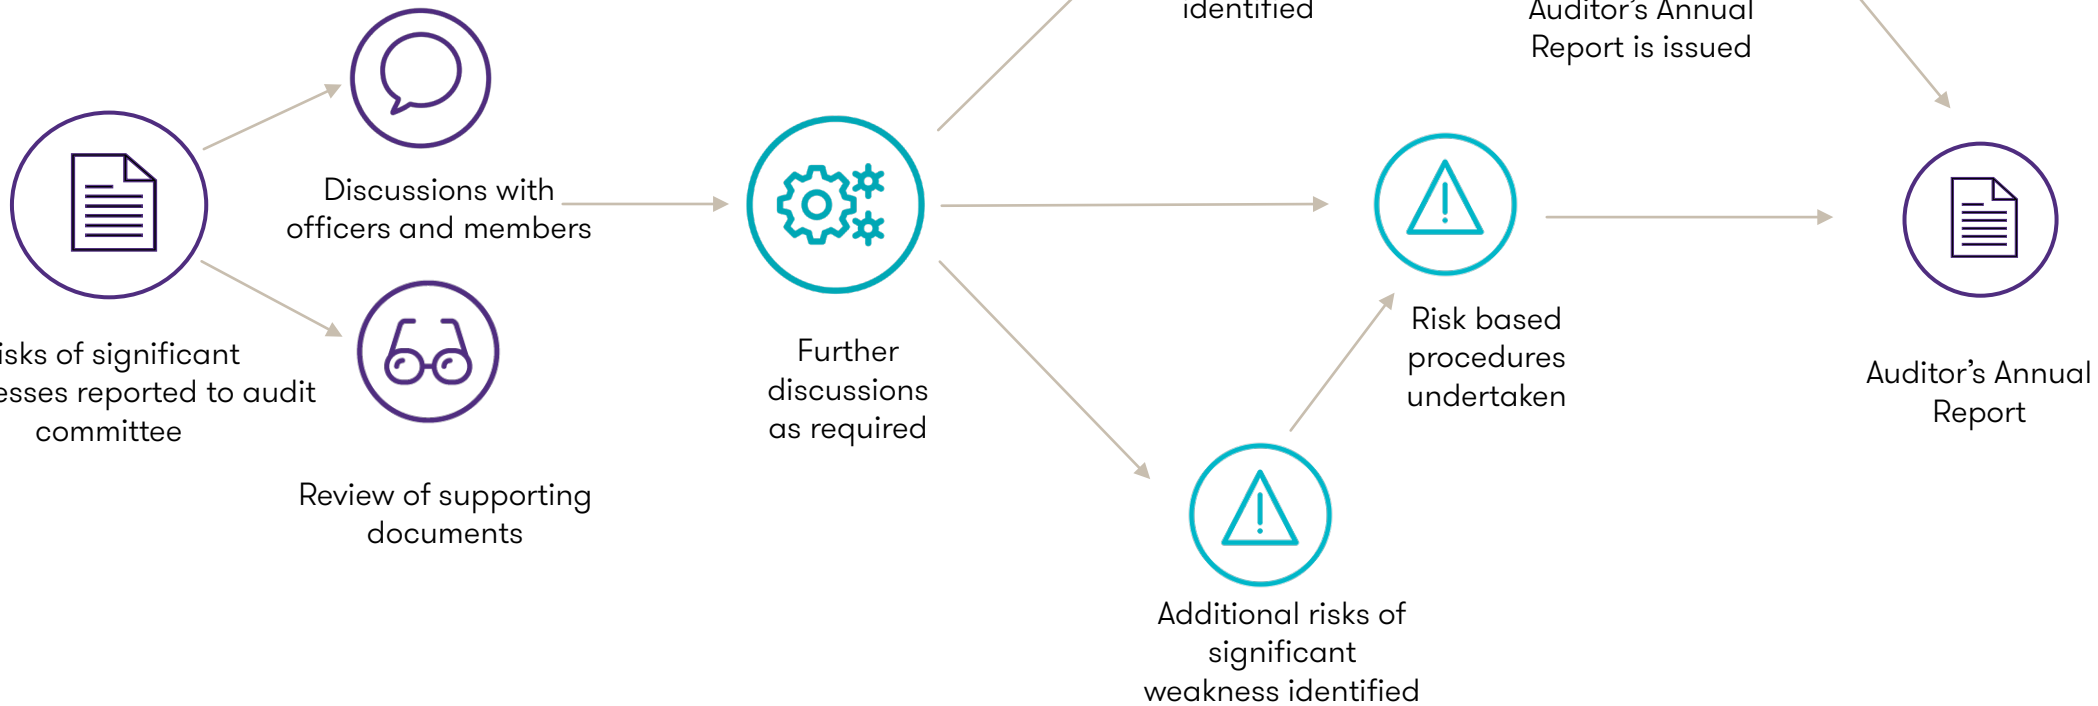 identified
Auditor’s Annual
Report is issued
Discussions with
officers and members
of significant
reported to audit
committee
Review of supporting
documents
Further
discussions
as required
Risk based
procedures
undertaken
Additional risks of
significant
weakness identified
Auditor’s Annual
Report